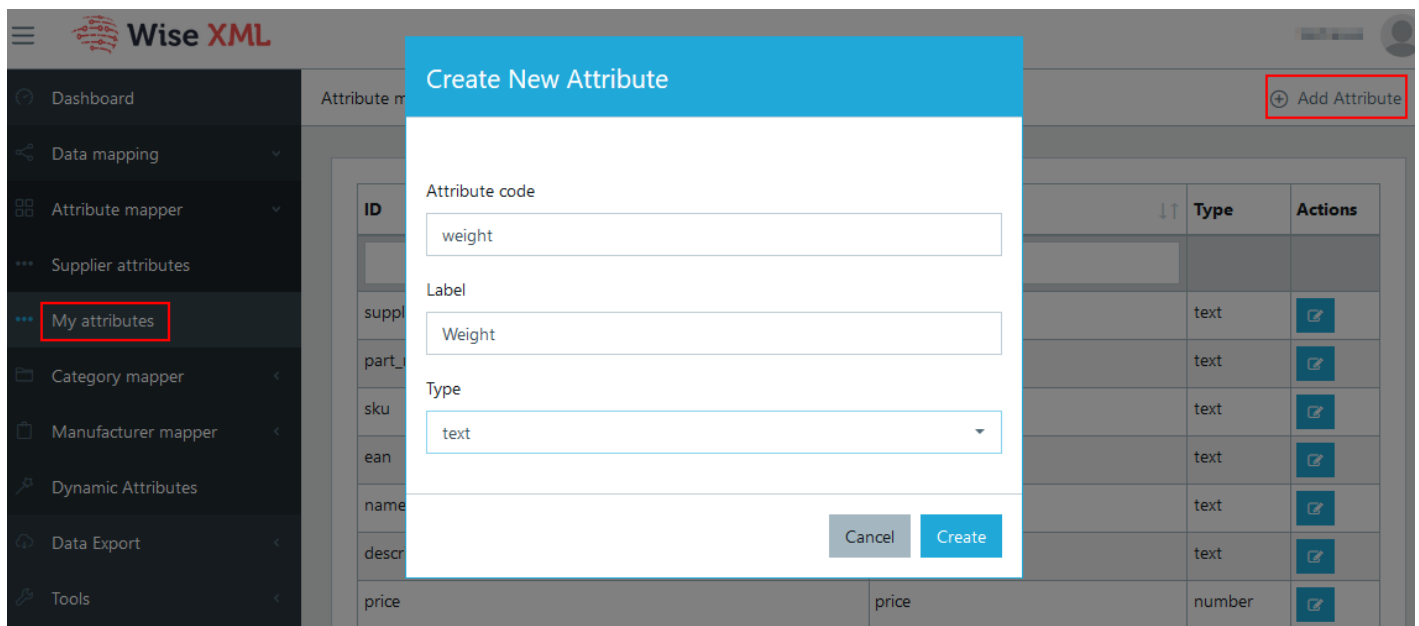 Wise XML
Dashboard
Data mapping
Attribute mapper
Supplier attributes
My attributes
Category mapper
Manufacturer mapper
Dynamic Attributes
Data Export
Tools
Attribute m
Add Attribute
Create New Attribute
Attribute code
weight
Label
Weight
Type
text
Cancel
Create
ID Type Actions
suppl text
part_ text
sku text
ean text
name text
descr text
price price number